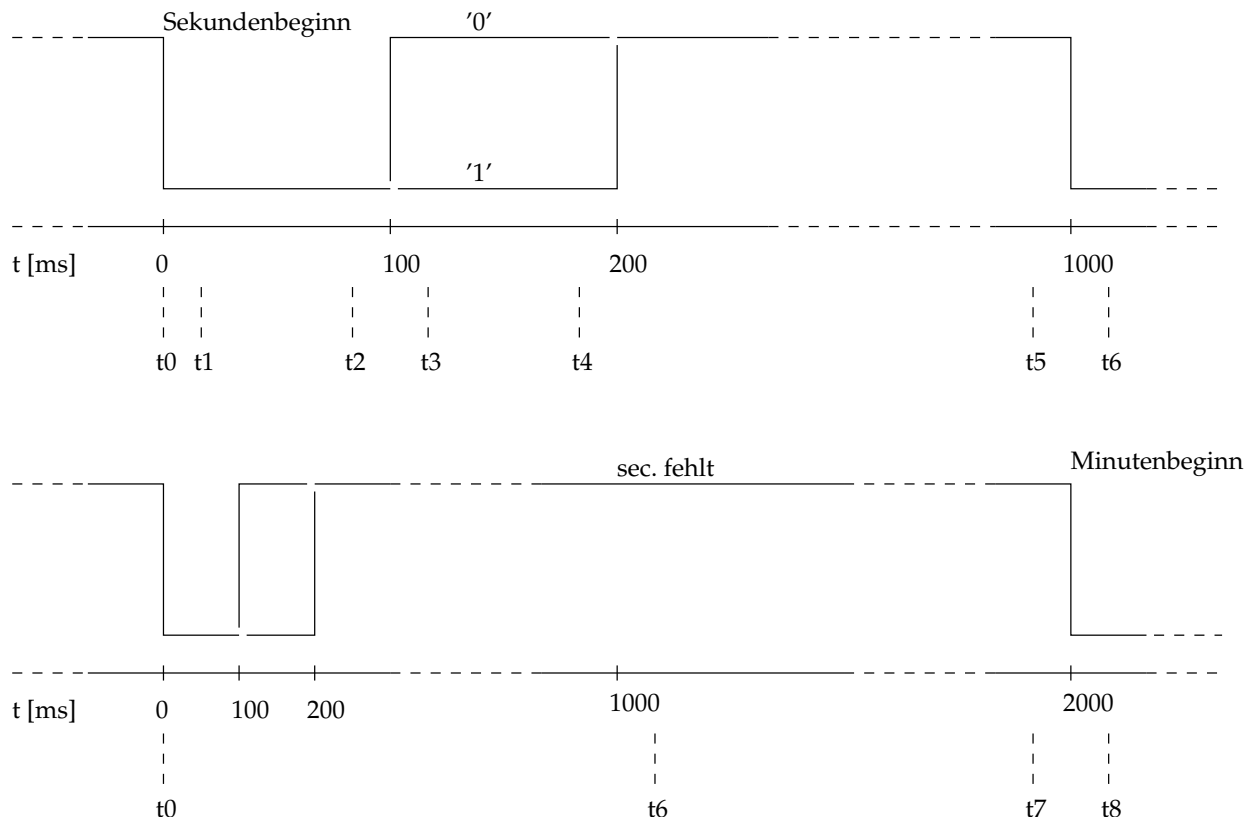 Sekundenbeginn
'0'
'1'
t [ms] 0 100 200 1000
t0 t1 t2 t3 t4 t5 t6
sec. fehlt
Minutenbeginn
t [ms] 0 100 200 1000 2000
t0 t6 t7 t8